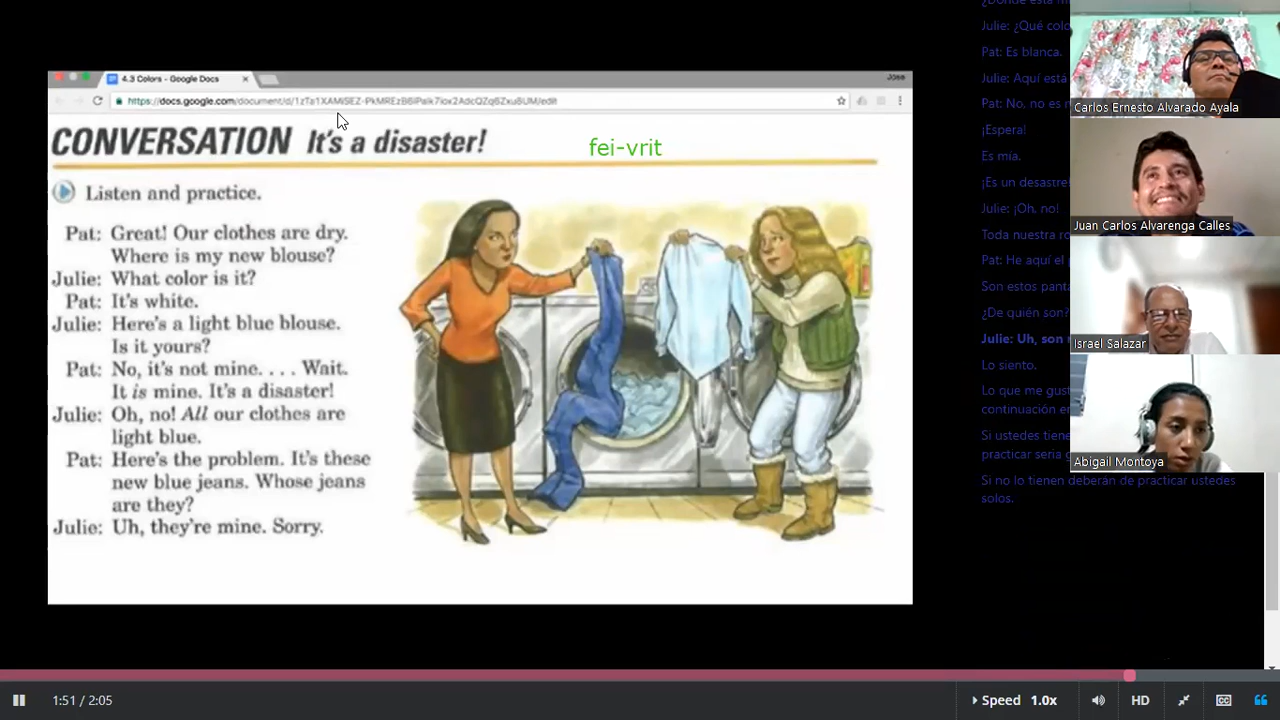 4.3 Colors - Google Docs
Jose
CONVERSATION It's a disaster!
fei-vrit
Listen and practice.
Pat: Great! Our clothes are dry.
Where is my new blouse?
Julie: What color is it?
Pat: It's white.
Julie: Here's a light blue blouse.
Is it yours?
Pat: No, it's not mine. . . . Wait.
It is mine. It's a disaster!
Julie: Oh, no! All our clothes are
light blue.
Pat: Here's the problem. It's these
new blue jeans. Whose jeans
are they?
Julie: Uh, they're mine. Sorry.
Julie: ¿Qué
Pat: Es blanca.
Julie: Aquí está
Pat: No, no es
¡Espera!
Es mía.
¡Es un desastre!
Julie: ¡Oh, no!
Toda nuestra
Pat: He aquí el
Son estos
¿De quién son?
Julie: Uh, son
Lo siento.
Lo que me
continuación
Si ustedes
practicar seria
Si no lo tienen deberán de practicar ustedes
solos.
Carlos Ernesto Alvarado Ayala
Juan Carlos Alvarenga Calles
Israel Salazar
Abigail Montoya
1:51 / 2:05
Speed 1.0x
HD
CC